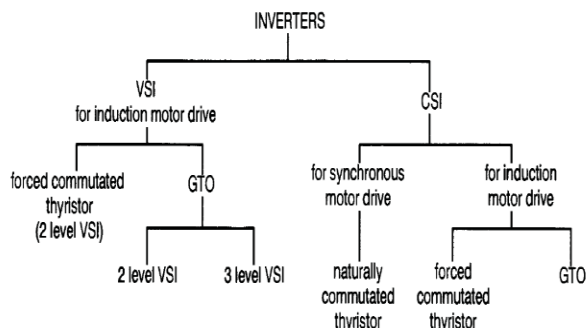 INVERTERS
VSI
for induction motor drive
CSI
forced commutated
thyristor
(2 level VSI)
GTO
for synchronous
motor drive
for induction
motor drive
2 level VSI
3 level VSI
naturally
commutated
thyristor
forced
commutated
thyristor
GTO